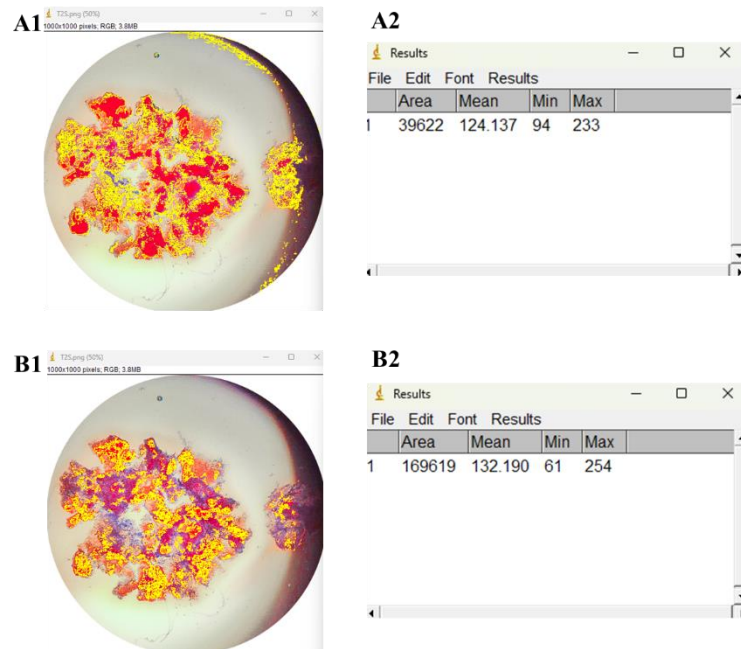 A1
T2S.png (50%)
1000x1000 pixels; RGB; 3.8MB
A2
Results
File Edit Font Results
Area Mean Min Max
1 39622 124.137 94 233
B1
T2S.png (50%)
1000x1000 pixels; RGB; 3.8MB
B2
Results
File Edit Font Results
Area Mean Min Max
1 169619 132.190 61 254